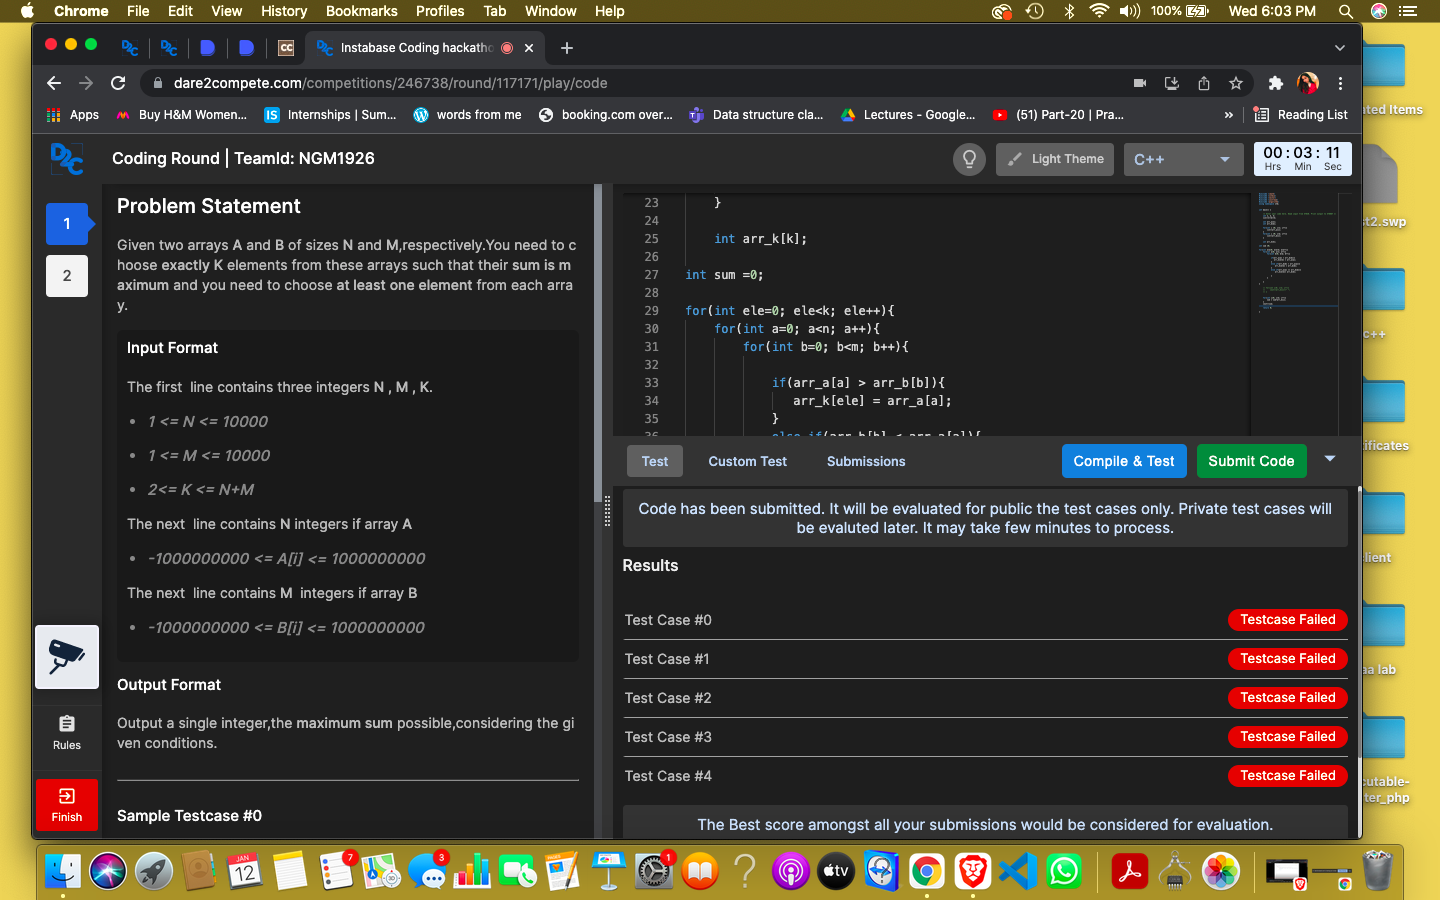 Chrome File Edit View History Bookmarks Profiles Tab Window Help 100% Wed 6:03 PM
Instabase Coding hackatho
dare2compete.com/competitions/246738/round/117171/play/code
Apps Buy H&M Women... Internships | Sum... words from me booking.com over... Data structure cla... Lectures - Google... (51) Part-20 | Pra... » Reading List
Coding Round | TeamId: NGM1926 Light Theme C++ 00 : 03 : 11
Hrs Min Sec
1
2
Rules
Finish
Problem Statement
Given two arrays A and B of sizes N and M,respectively.You need to c
hoose exactly K elements from these arrays such that their sum is m
aximum and you need to choose at least one element from each arra
y.
Input Format
The first line contains three integers N , M , K.
• 1 <= N <= 10000
• 1 <= M <= 10000
• 2<= K <= N+M
The next line contains N integers if array A
• -1000000000 <= A[i] <= 1000000000
The next line contains M integers if array B
• -1000000000 <= B[i] <= 1000000000
Output Format
Output a single integer,the maximum sum possible,considering the gi
ven conditions.
Sample Testcase #0
23 }
24
25 int arr_k[k];
26
27 int sum =0;
28
29 for(int ele=0; ele<k; ele++){
30 for(int a=0; a<n; a++){
31 for(int b=0; b<m; b++){
32
33 if(arr_a[a] > arr_b[b]){
34 arr_k[ele] = arr_a[a];
35 }
36 else if(arr_b[b] < arr_a[a]){
Test Custom Test Submissions Compile & Test Submit Code
Code has been submitted. It will be evaluated for public the test cases only. Private test cases will
be evaluted later. It may take few minutes to process.
Results
Test Case #0 Testcase Failed
Test Case #1 Testcase Failed
Test Case #2 Testcase Failed
Test Case #3 Testcase Failed
Test Case #4 Testcase Failed
The Best score amongst all your submissions would be considered for evaluation.
ted Items
t2.swp
c++
tificates
lient
aa lab
cutable-
ter_php
JAN
12
7
3
1
tv